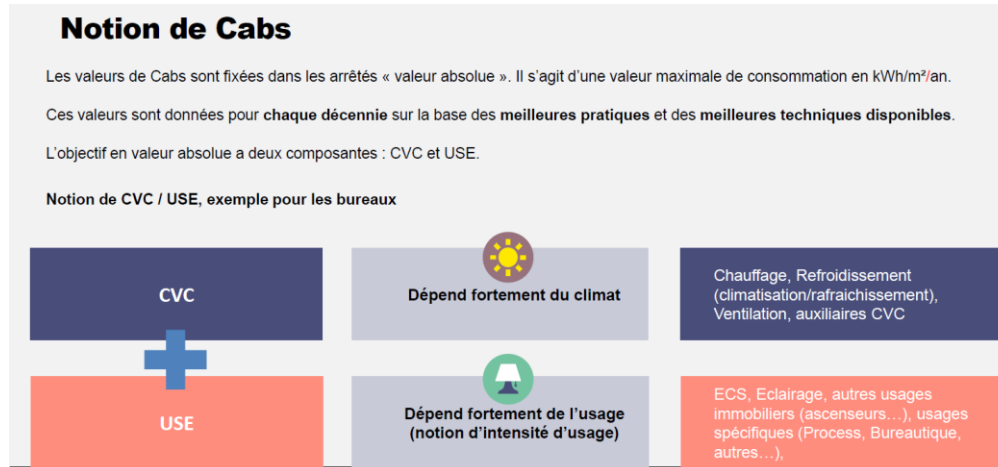 Notion de Cabs
Les valeurs de Cabs sont fixées dans les arrêtés « valeur absolue ». Il s’agit d’une valeur maximale de consommation en kWh/m²/an.
Ces valeurs sont données pour chaque décennie sur la base des meilleures pratiques et des meilleures techniques disponibles.
L’objectif en valeur absolue a deux composantes : CVC et USE.
Notion de CVC / USE, exemple pour les bureaux
CVC
Dépend fortement du climat
Chauffage, Refroidissement
(climatisation/rafraichissement),
Ventilation, auxiliaires CVC
USE
Dépend fortement de l’usage
(notion d’intensité d’usage)
ECS, Eclairage, autres usages
immobiliers (ascenseurs…), usages
spécifiques (Process, Bureautique,
autres…),